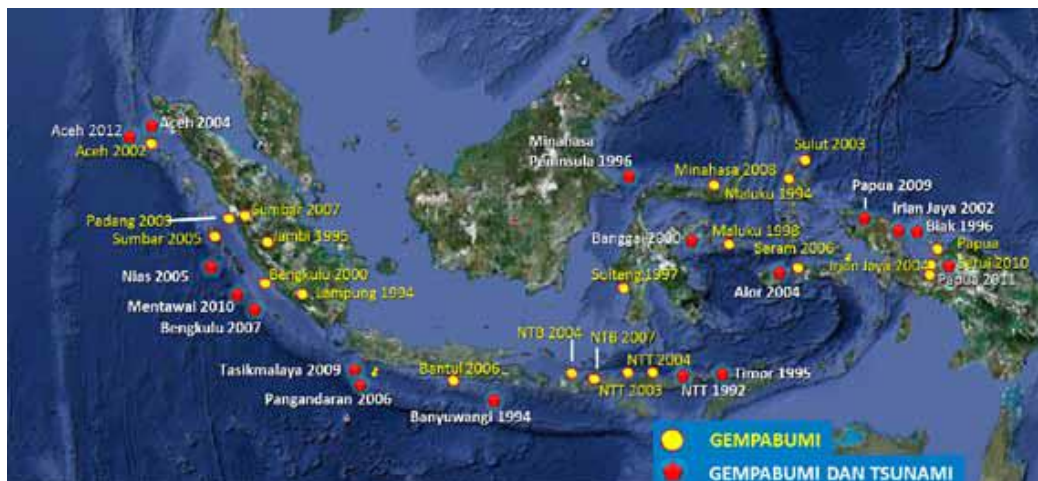 Aceh 2012
Aceh 2004
Aceh 2002
Padang 2009
Sumbar 2007
Sumbar 2005
Jambi 1995
Nias 2005
Bengkulu 2000
Lampung 1994
Mentawai 2010
Bengkulu 2007
Tasikmalaya 2009
Pangandaran 2006
Bantul 2006
Banyuwangi 1994
Minahasa
Peninsula 1996
Minahasa 2008
Sulut 2003
Maluku 1994
Banggai 2000
Maluku 1998
Seram 2006
Sulteng 1997
Alor 2004
Papua 2009
Irian Jaya 2002
Biak 1996
Papua
2010
Irian Jaya 2004
Papua 2011
NTB 2004
NTB 2007
NTT 2004
NTT 2003
NTT 1992
Timor 1995
GEMPABUMI
GEMPABUMI DAN TSUNAMI